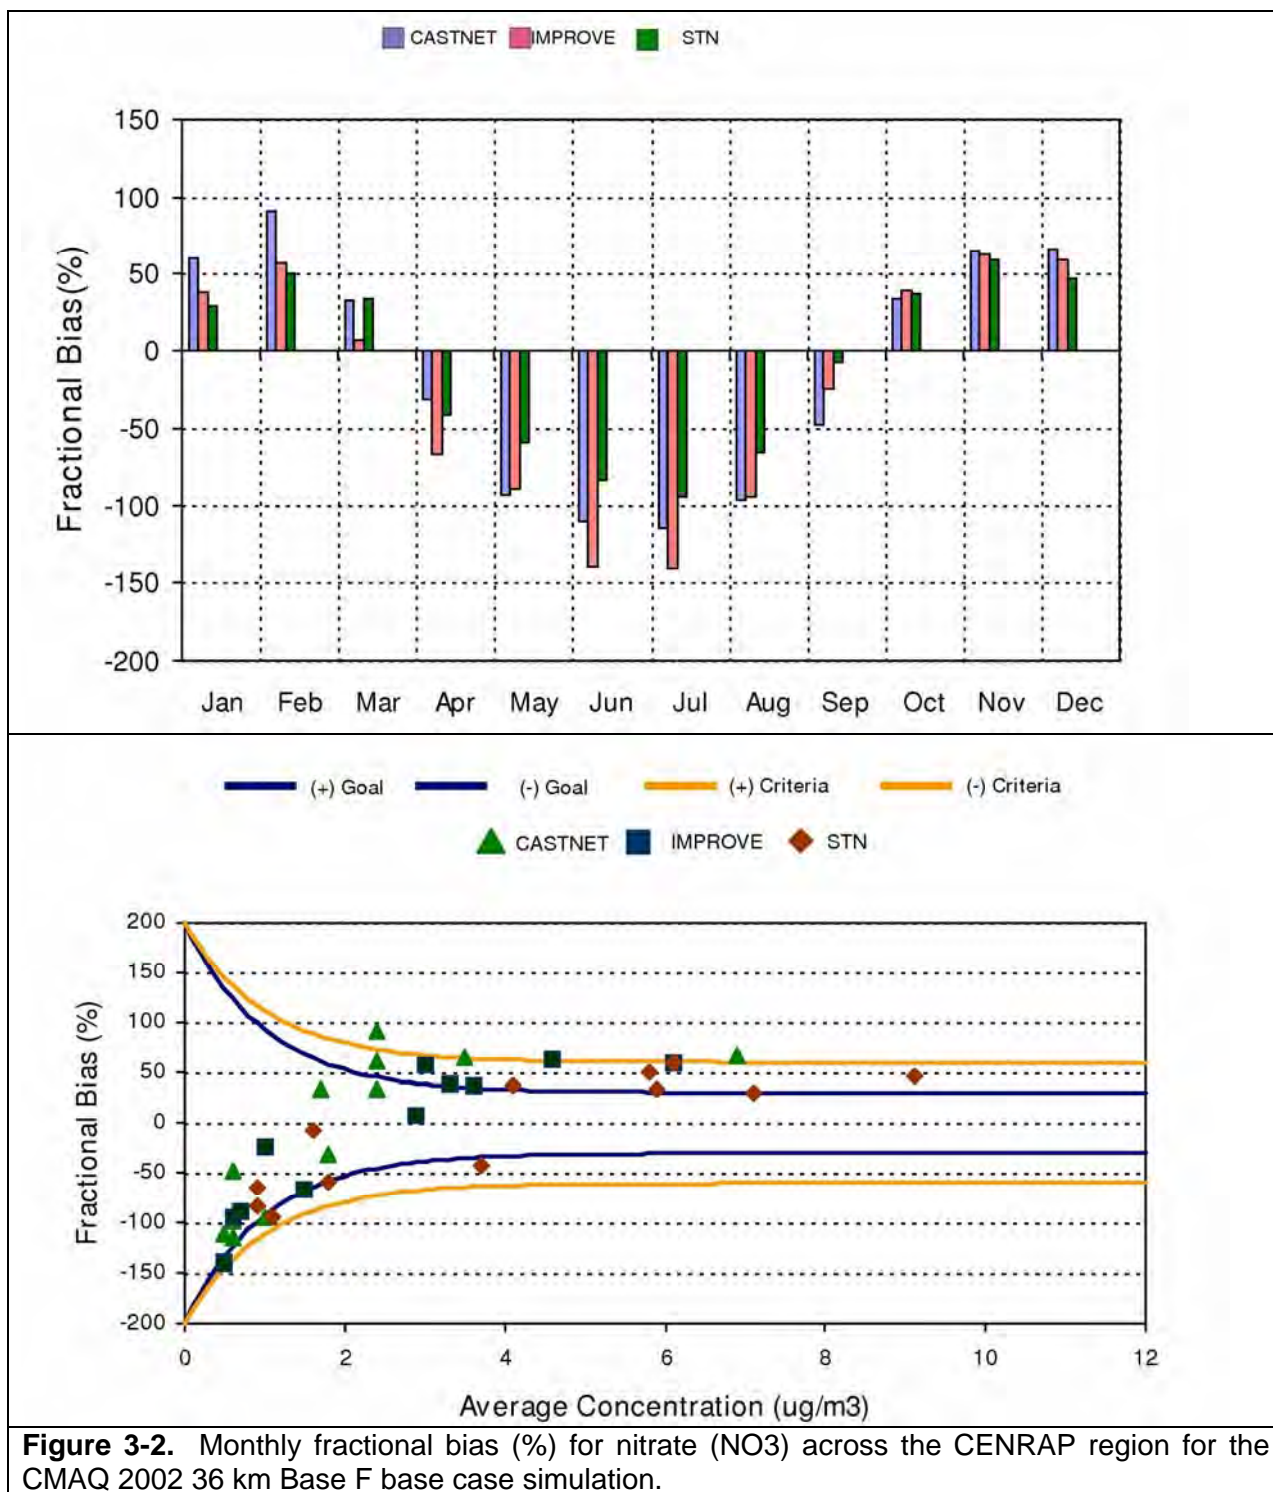 CASTNET IMPROVE STN
150
100
50
0
-50
-100
-150
-200
Fractional Bias(%)
Jan Feb Mar Apr May Jun Jul Aug Sep Oct Nov Dec
(+) Goal (-) Goal (+) Criteria (-) Criteria
CASTNET IMPROVE STN
200
150
100
50
0
-50
-100
-150
-200
Fractional Bias (%)
0 2 4 6 8 10 12
Average Concentration (ug/m3)
Figure 3-2. Monthly fractional bias (%) for nitrate (NO3) across the CENRAP region for the
CMAQ 2002 36 km Base F base case simulation.